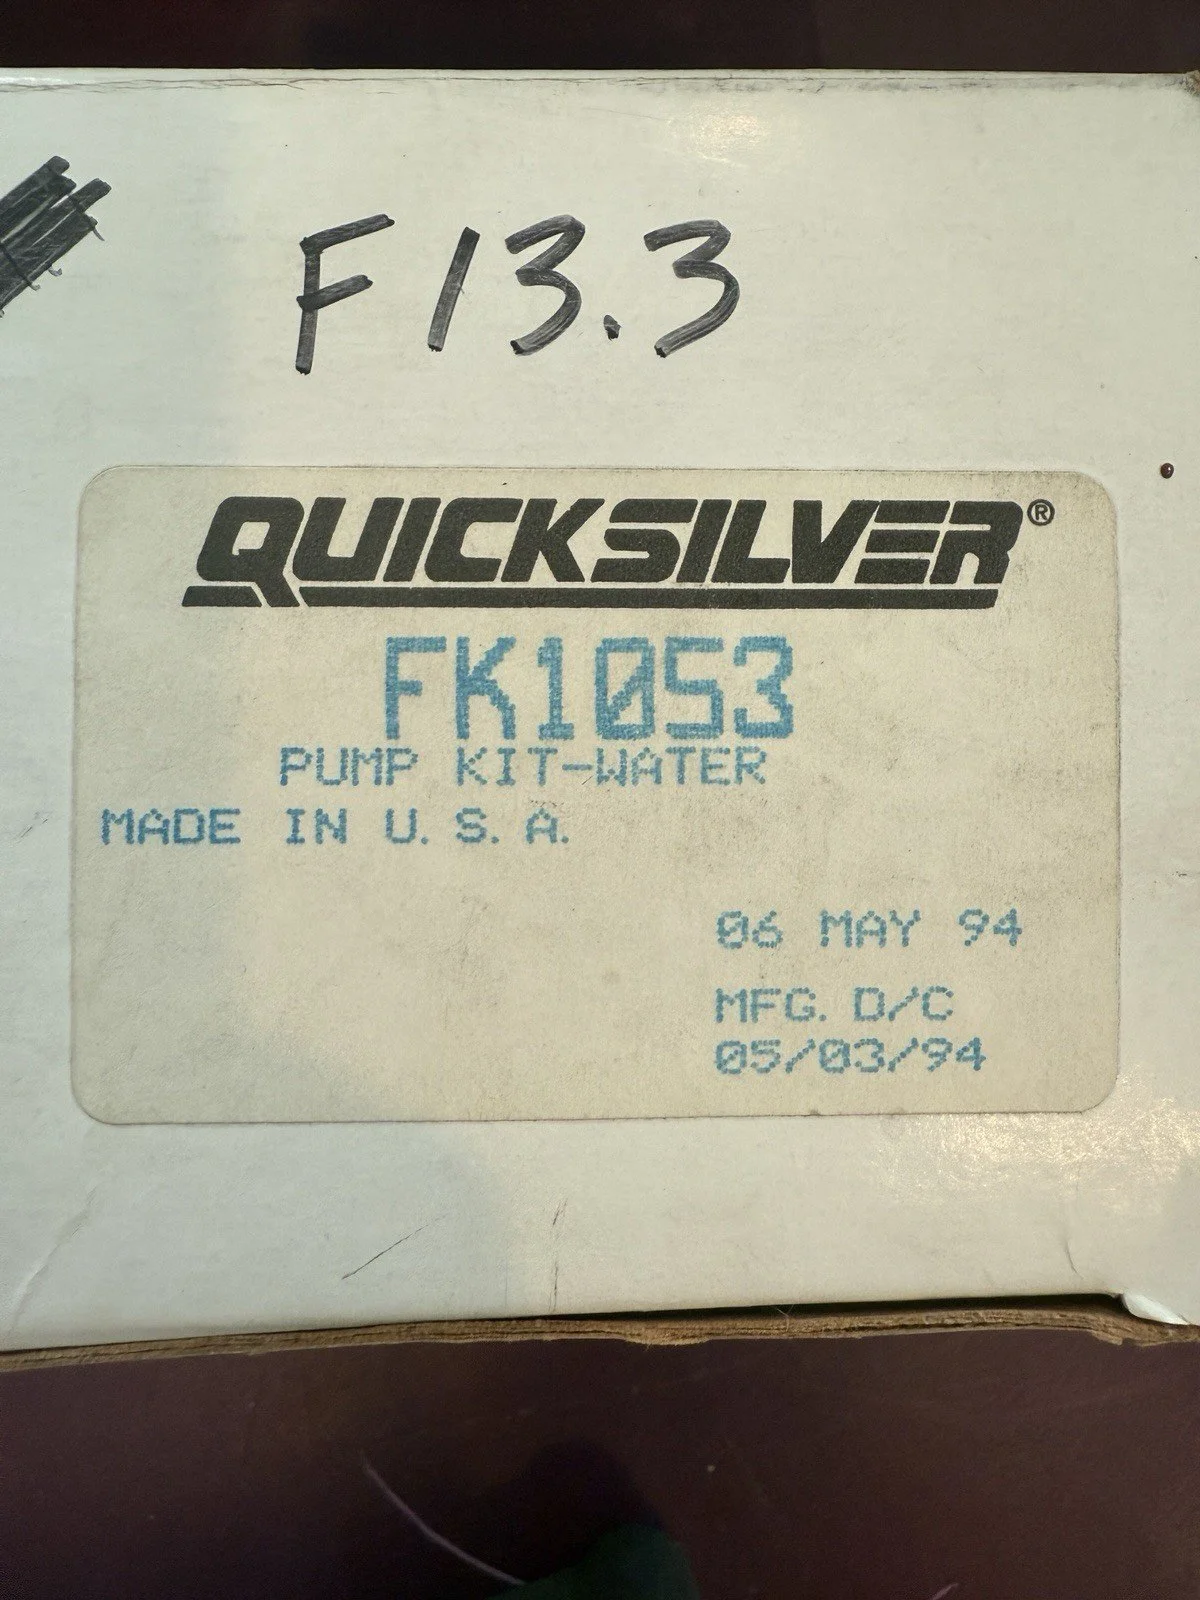 F13.3
QUICKSILVER®
FK1053
PUMP KIT-WATER
MADE IN U.S.A.
06 MAY 94
MFG. D/C
05/03/94